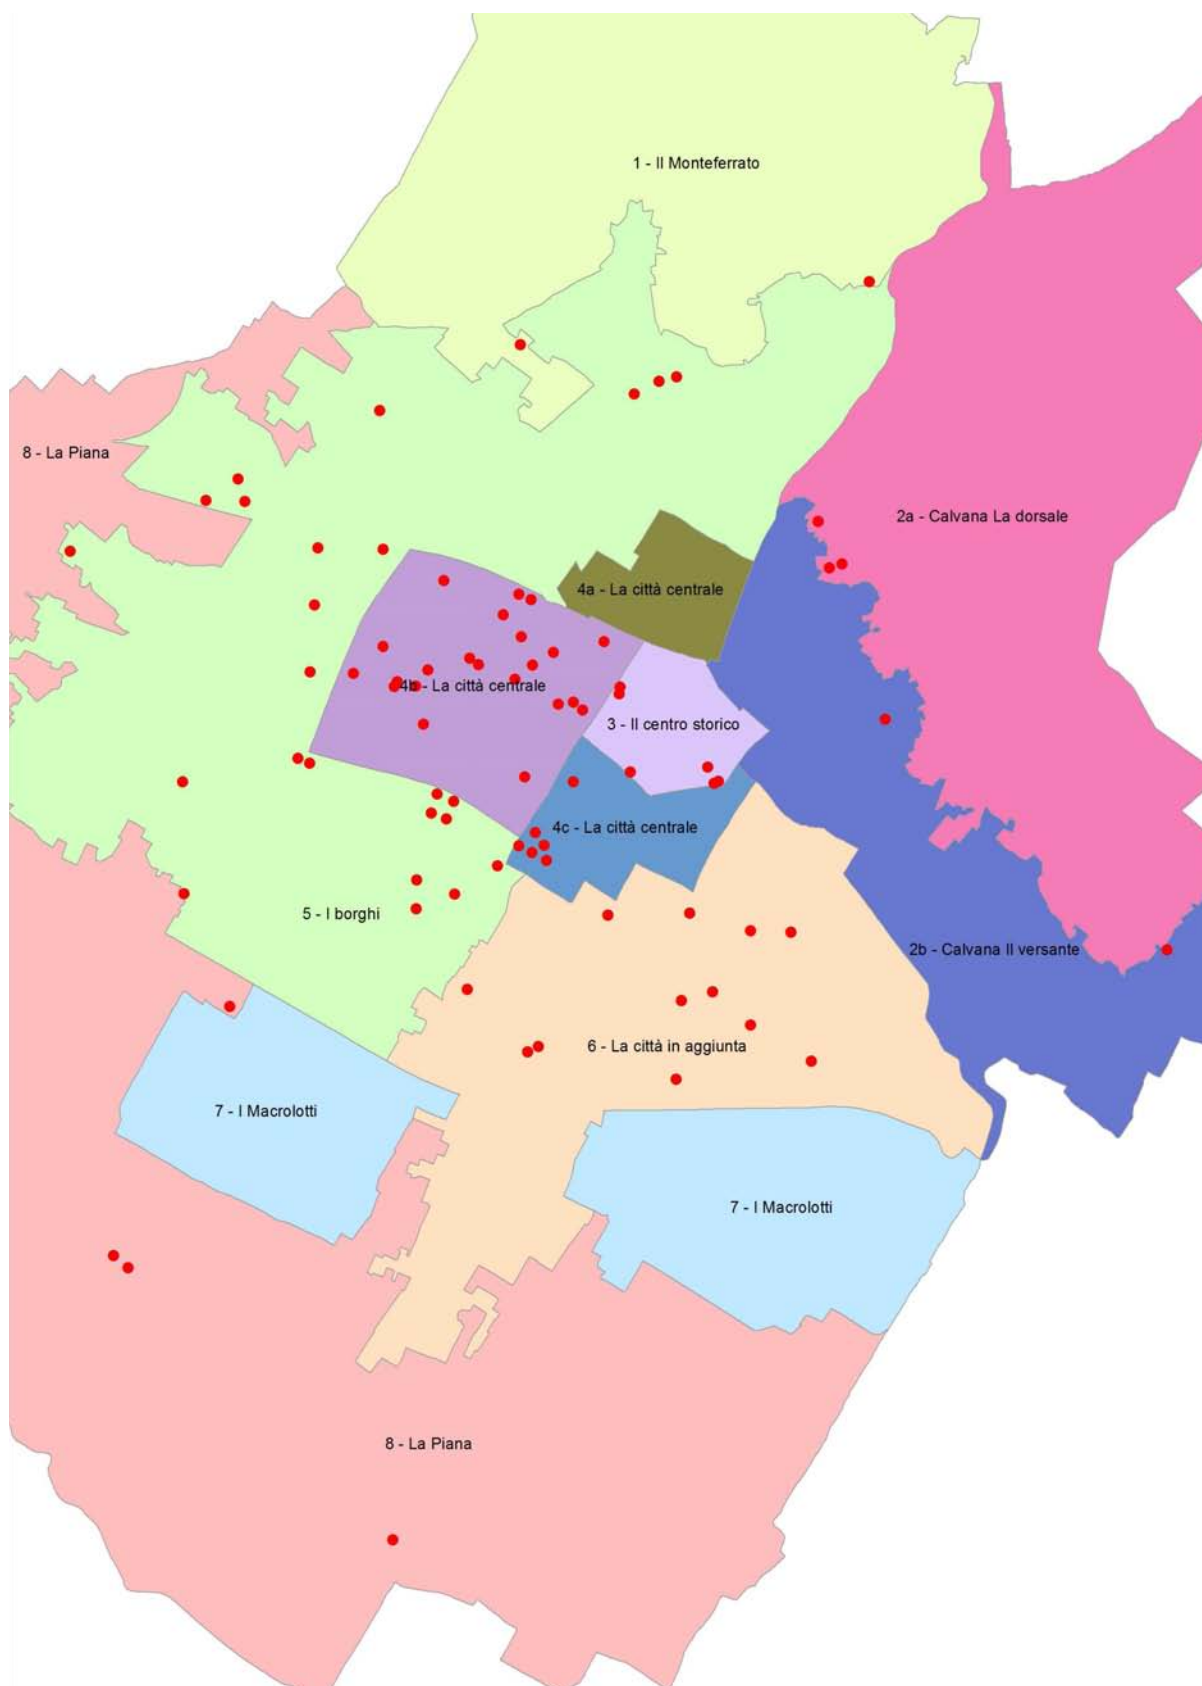 1 - Il Monteferrato
8 - La Piana
2a - Calvana La dorsale
4a - La città centrale
4b - La città centrale
3 - Il centro storico
4c - La città centrale
5 - I borghi
2b - Calvana Il versante
6 - La città in aggiunta
7 - I Macrolotti
7 - I Macrolotti
8 - La Piana